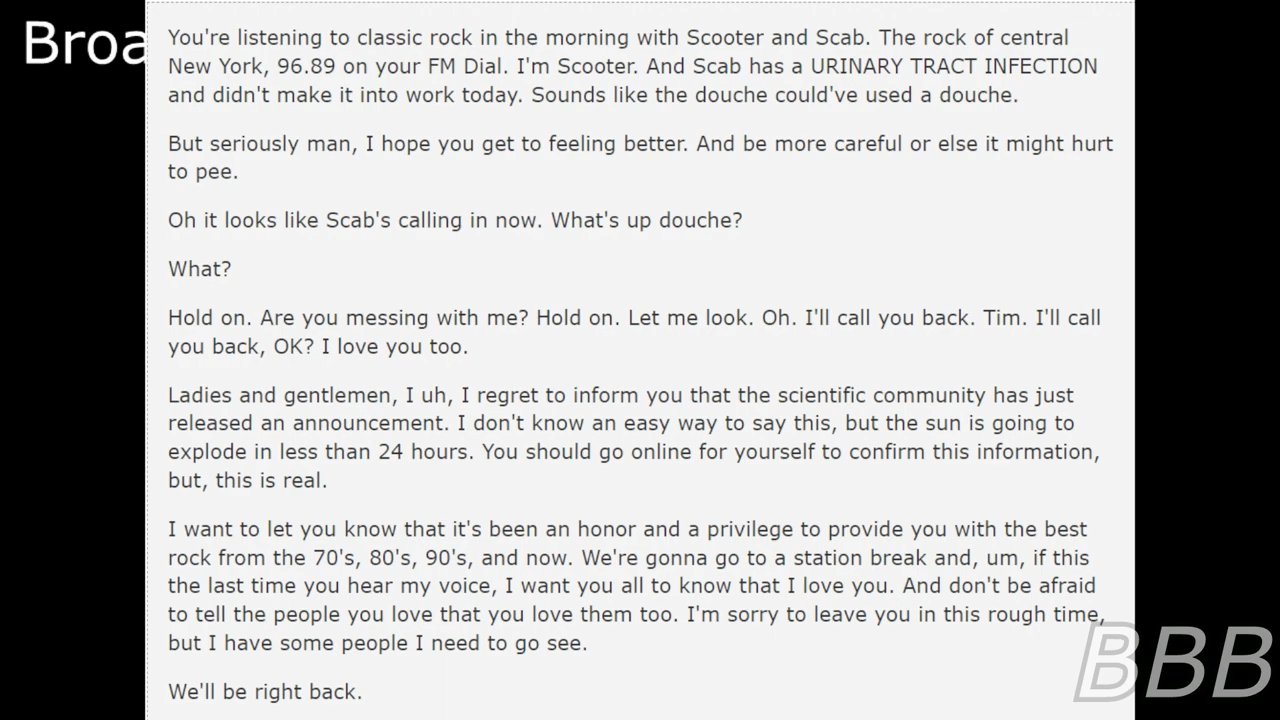 Broa
You're listening to classic rock in the morning with Scooter and Scab. The rock of central
New York, 96.89 on your FM Dial. I'm Scooter. And Scab has a URINARY TRACT INFECTION
and didn't make it into work today. Sounds like the douche could've used a douche.
But seriously man, I hope you get to feeling better. And be more careful or else it might hurt
to pee.
Oh it looks like Scab's calling in now. What's up douche?
What?
Hold on. Are you messing with me? Hold on. Let me look. Oh. I'll call you back. Tim. I'll call
you back, OK? I love you too.
Ladies and gentlemen, I uh, I regret to inform you that the scientific community has just
released an announcement. I don't know an easy way to say this, but the sun is going to
explode in less than 24 hours. You should go online for yourself to confirm this information,
but, this is real.
I want to let you know that it's been an honor and a privilege to provide you with the best
rock from the 70's, 80's, 90's, and now. We're gonna go to a station break and, um, if this
the last time you hear my voice, I want you all to know that I love you. And don't be afraid
to tell the people you love that you love them too. I'm sorry to leave you in this rough time,
but I have some people I need to go see.
We'll be right back.
BBB